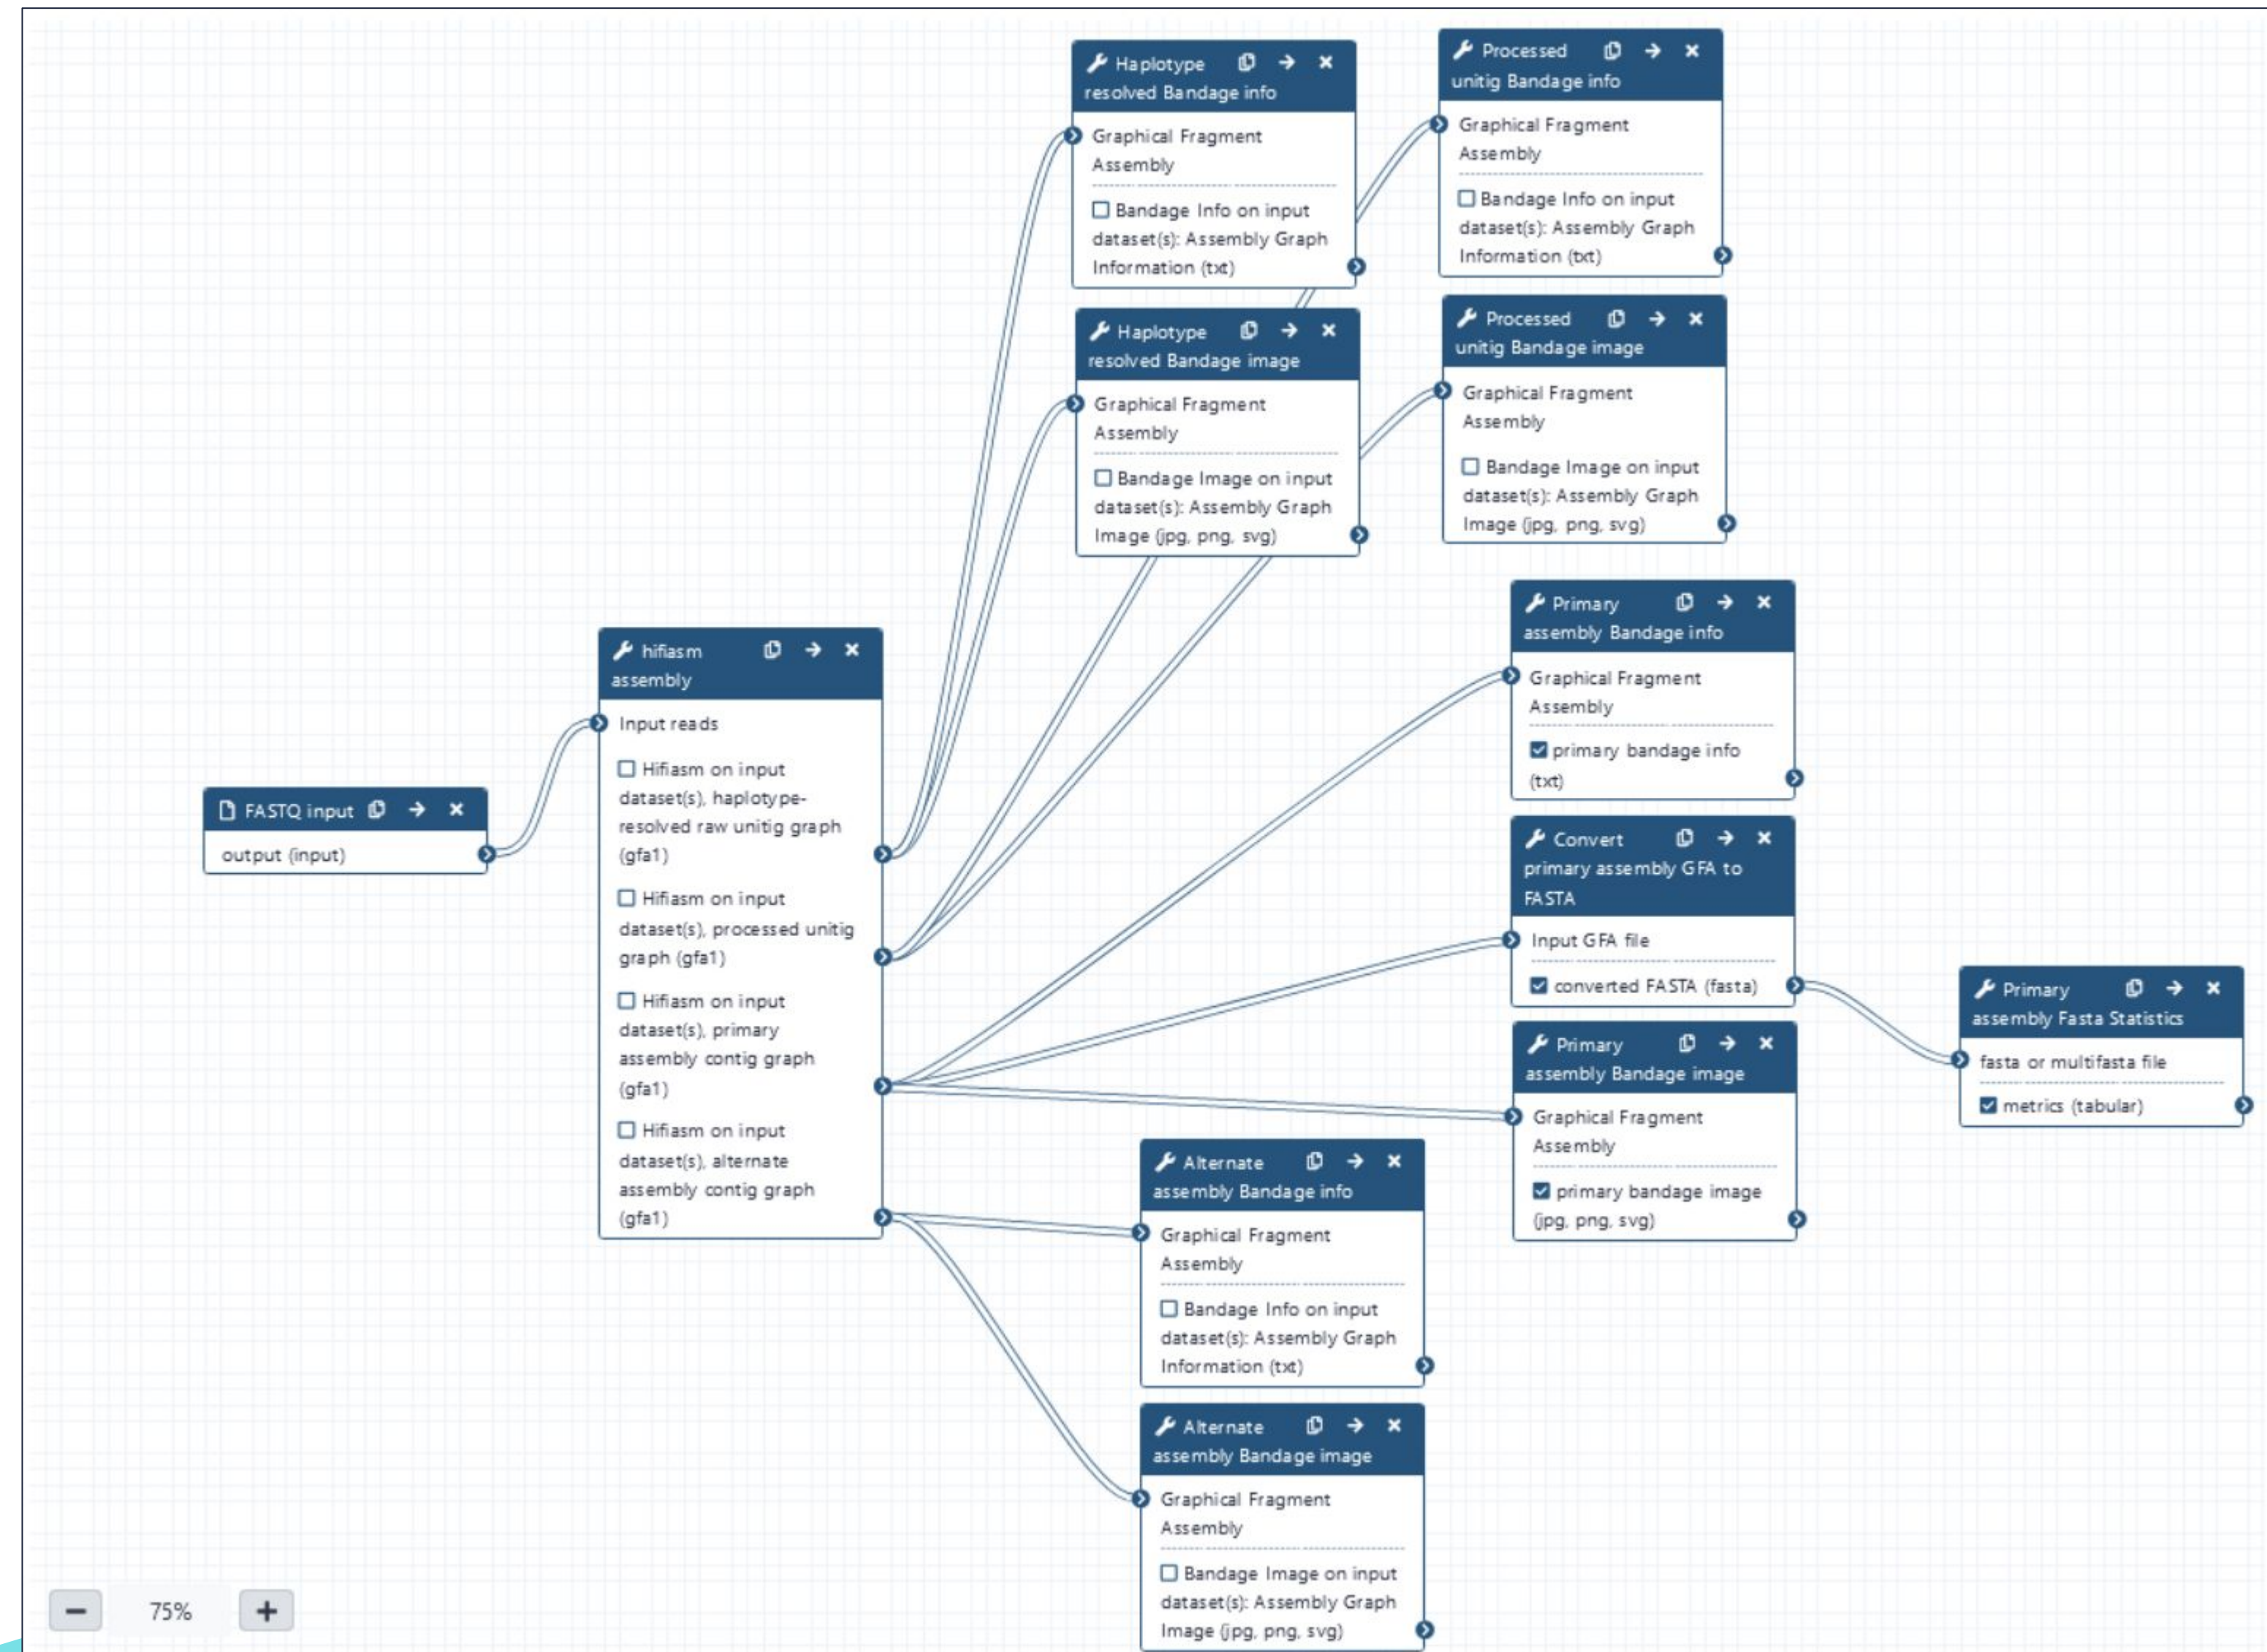 Haplotype
resolved Bandage info
Graphical Fragment
Assembly
Bandage Info on input
dataset(s): Assembly Graph
Information (txt)
Processed
unitig Bandage info
Graphical Fragment
Assembly
Bandage Info on input
dataset(s): Assembly Graph
Information (txt)
Haplotype
resolved Bandage image
Graphical Fragment
Assembly
Bandage Image on input
dataset(s): Assembly Graph
Image (jpg, png, svg)
Processed
unitig Bandage image
Graphical Fragment
Assembly
Bandage Image on input
dataset(s): Assembly Graph
Image (jpg, png, svg)
FASTQ input
output (input)
hifiasm
assembly
Input reads
Hifiasm on input
dataset(s), haplotype-
resolved raw unitig graph
(gfa1)
Hifiasm on input
dataset(s), processed unitig
graph (gfa1)
Hifiasm on input
dataset(s), primary
assembly contig graph
(gfa1)
Hifiasm on input
dataset(s), alternate
assembly contig graph
(gfa1)
Primary
assembly Bandage info
Graphical Fragment
Assembly
primary bandage info
(txt)
Convert
primary assembly GFA to
FASTA
Input GFA file
converted FASTA (fasta)
Primary
assembly Fasta Statistics
fasta or multifasta file
metrics (tabular)
Primary
assembly Bandage image
Graphical Fragment
Assembly
primary bandage image
(jpg, png, svg)
Alternate
assembly Bandage info
Graphical Fragment
Assembly
Bandage Info on input
dataset(s): Assembly Graph
Information (txt)
Alternate
assembly Bandage image
Graphical Fragment
Assembly
Bandage Image on input
dataset(s): Assembly Graph
Image (jpg, png, svg)
75%